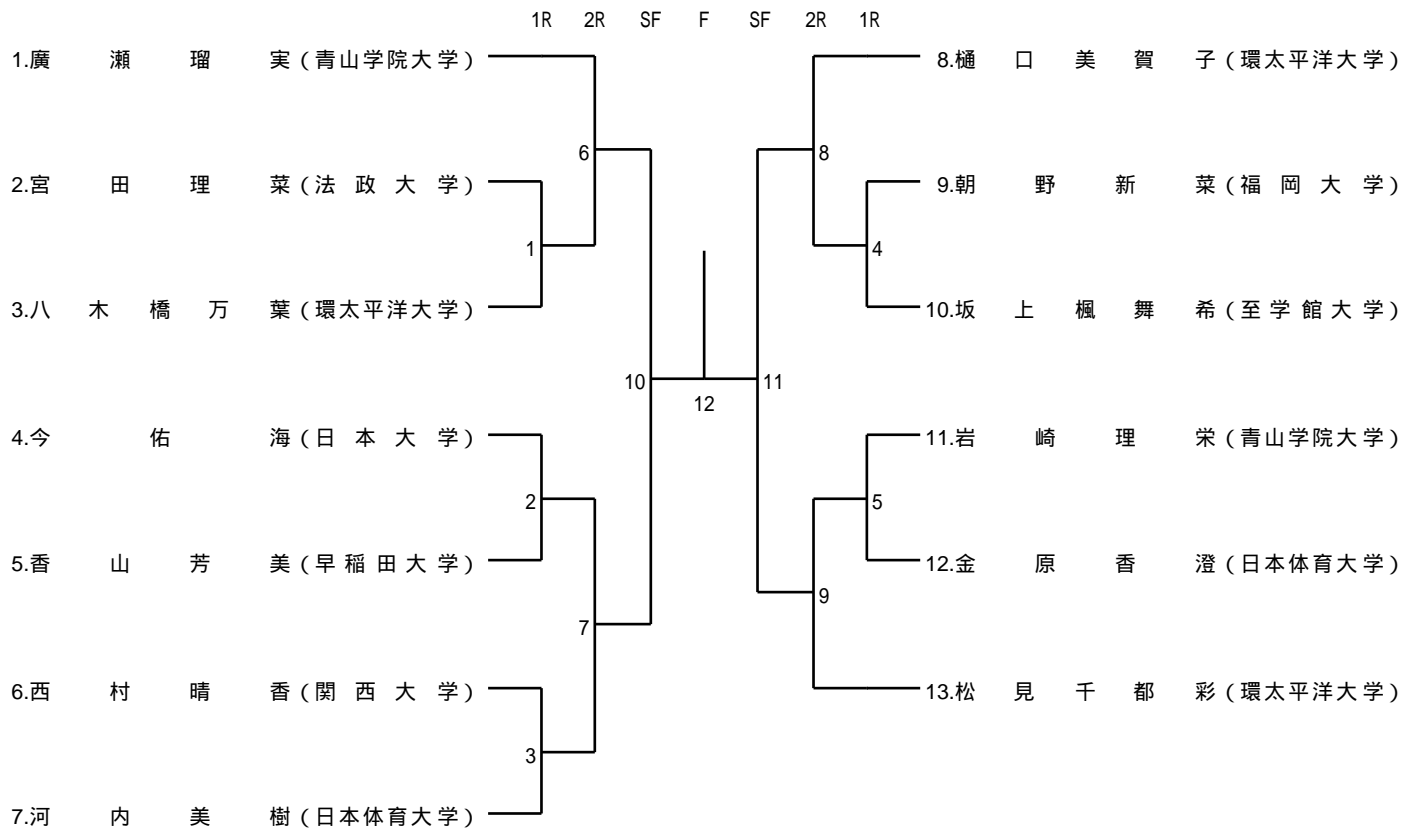 1R 2R SF F SF 2R 1R
1.廣瀬瑠実(青山学院大学)
8.樋口美賀子(環太平洋大学)
6
8
2.宮田理菜(法政大学)
9.朝野新菜(福岡大学)
1
4
3.八木橋万葉(環太平洋大学)
10.坂上楓舞希(至学館大学)
10
11
12
4.今佑海(日本大学)
11.岩崎理栄(青山学院大学)
2
5
5.香山芳美(早稲田大学)
12.金原香澄(日本体育大学)
7
9
6.西村晴香(関西大学)
13.松見千都彩(環太平洋大学)
3
7.河内美樹(日本体育大学)